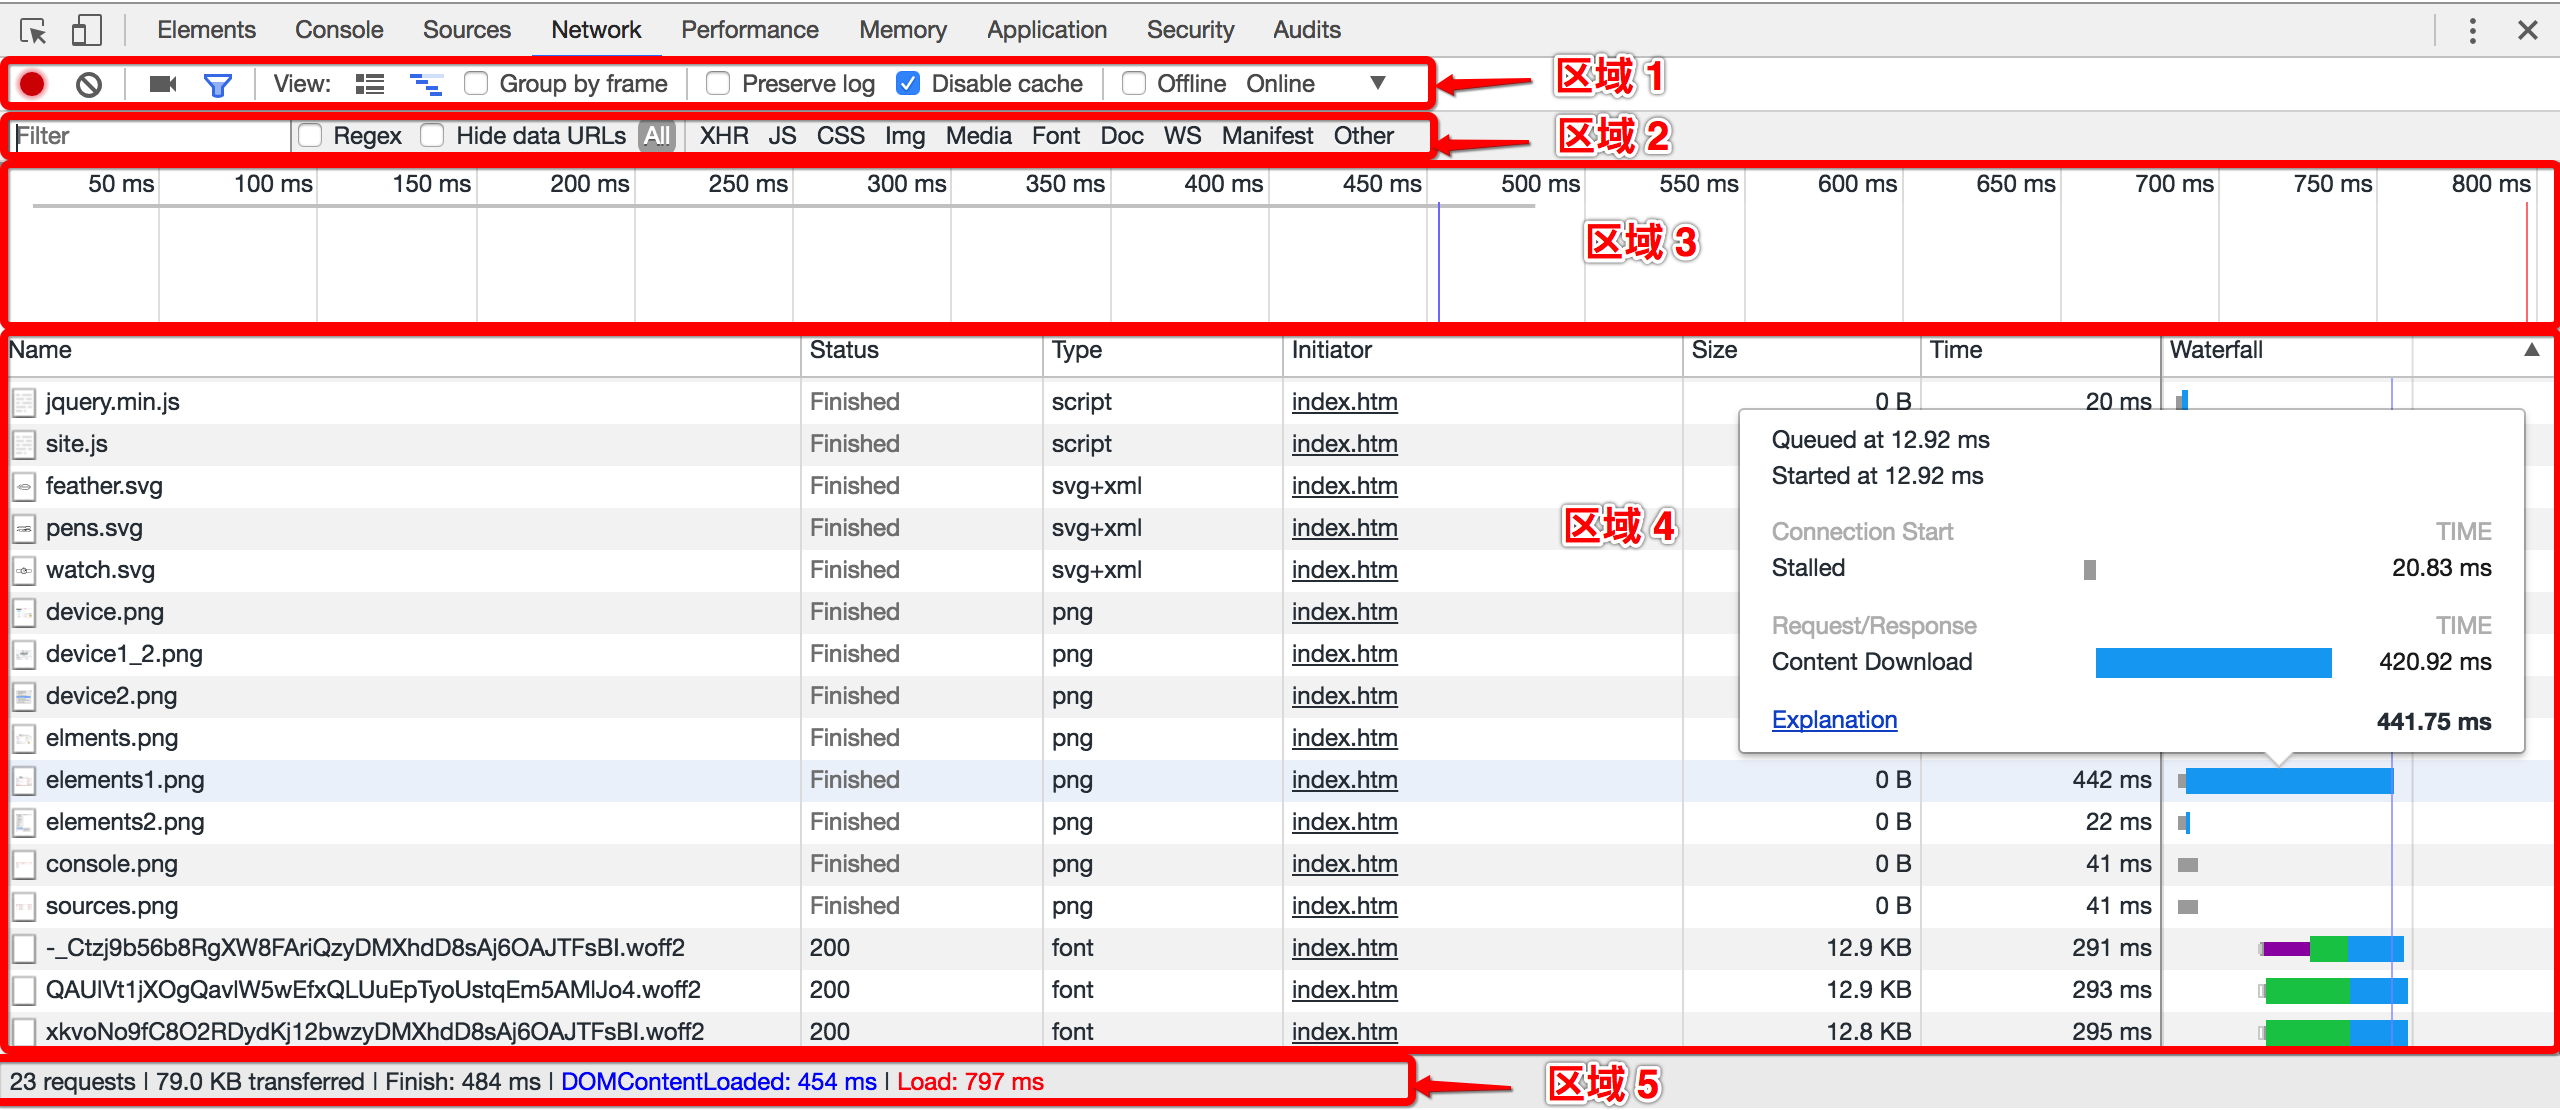 Elements Console Sources Network Performance Memory Application Security Audits
View: Group by frame Preserve log Disable cache Offline Online 区域 1
Filter Regex Hide data URLs All XHR JS CSS Img Media Font Doc WS Manifest Other 区域 2
50 ms 100 ms 150 ms 200 ms 250 ms 300 ms 350 ms 400 ms 450 ms 500 ms 550 ms 600 ms 650 ms 700 ms 750 ms 800 ms
区域 3
Name Status Type Initiator Size Time Waterfall
jquery.min.js Finished script index.htm 0 B 20 ms
site.js Finished script index.htm
feather.svg Finished svg+xml index.htm
pens.svg Finished svg+xml index.htm
watch.svg Finished svg+xml index.htm
device.png Finished png index.htm
device1_2.png Finished png index.htm
device2.png Finished png index.htm
elments.png Finished png index.htm
区域 4
Queued at 12.92 ms
Started at 12.92 ms
Connection Start TIME
Stalled 20.83 ms
Request/Response TIME
Content Download 420.92 ms
Explanation 441.75 ms
elements1.png Finished png index.htm 0 B 442 ms
elements2.png Finished png index.htm 0 B 22 ms
console.png Finished png index.htm 0 B 41 ms
sources.png Finished png index.htm 0 B 41 ms
-_Ctzj9b56b8RgXW8FAriQzyDMXhdD8sAj6OAJTFsBI.woff2 200 font index.htm 12.9 KB 291 ms
QAUlVt1jXOgQavlW5wEfxQLUuEpTyoUstqEm5AMlJo4.woff2 200 font index.htm 12.9 KB 293 ms
xkvoNo9fC8O2RDydKj12bwzyDMXhdD8sAj6OAJTFsBI.woff2 200 font index.htm 12.8 KB 295 ms
23 requests | 79.0 KB transferred | Finish: 484 ms | DOMContentLoaded: 454 ms | Load: 797 ms
区域 5